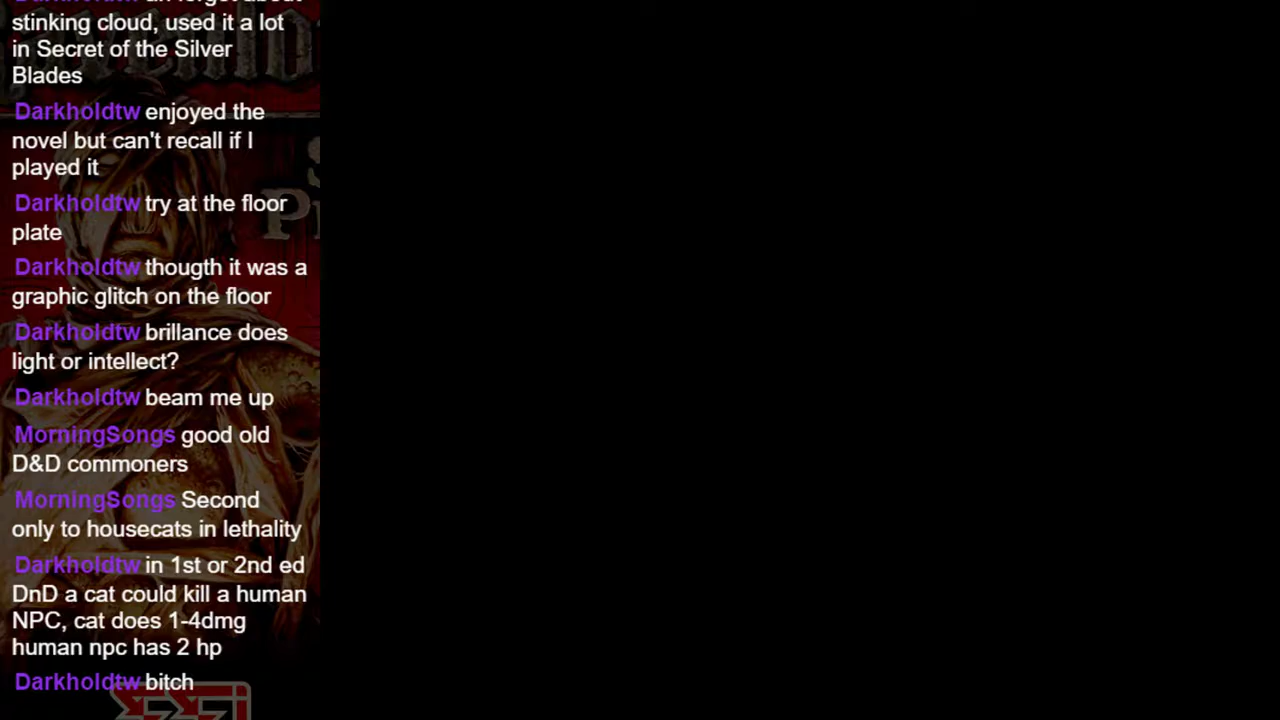 stinking cloud, used it a lot
in Secret of the Silver
Blades
Darkholdtw enjoyed the
novel but can't recall if I
played it
Darkholdtw try at the floor
plate
Darkholdtw thougth it was a
graphic glitch on the floor
Darkholdtw brillance does
light or intellect?
Darkholdtw beam me up
MorningSongs good old
D&D commoners
MorningSongs Second
only to housecats in lethality
Darkholdtw in 1st or 2nd ed
DnD a cat could kill a human
NPC, cat does 1-4dmg
human npc has 2 hp
Darkholdtw bitch